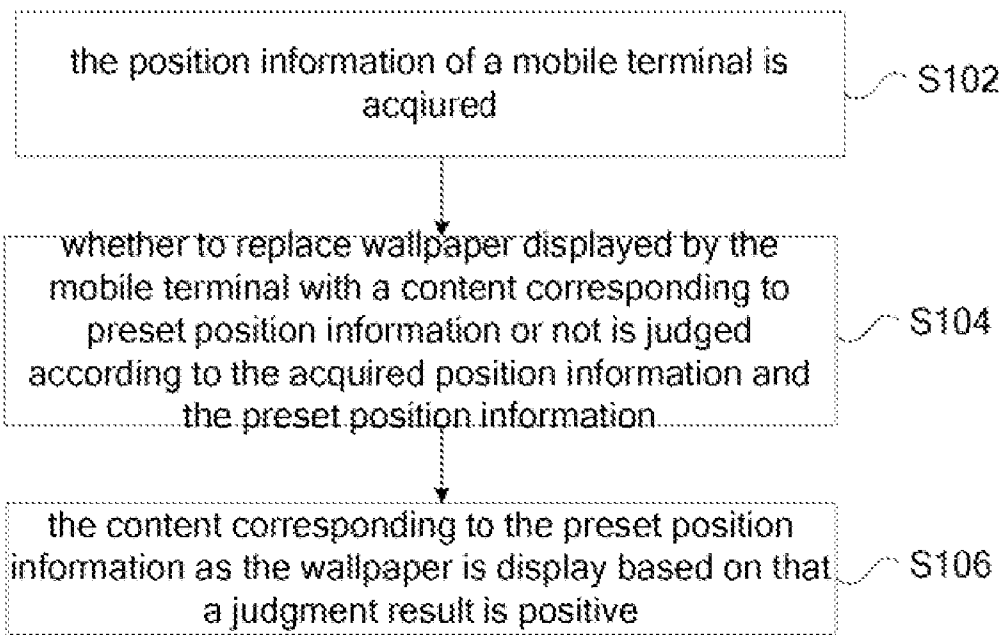 the position information of a mobile terminal is
acqiured
S102
whether to replace wallpaper displayed by the
mobile terminal with a content corresponding to
preset position information or not is judged
according to the acquired position information and
the preset position information
S104
the content corresponding to the preset position
information as the wallpaper is display based on that
a judgment result is positive
S106